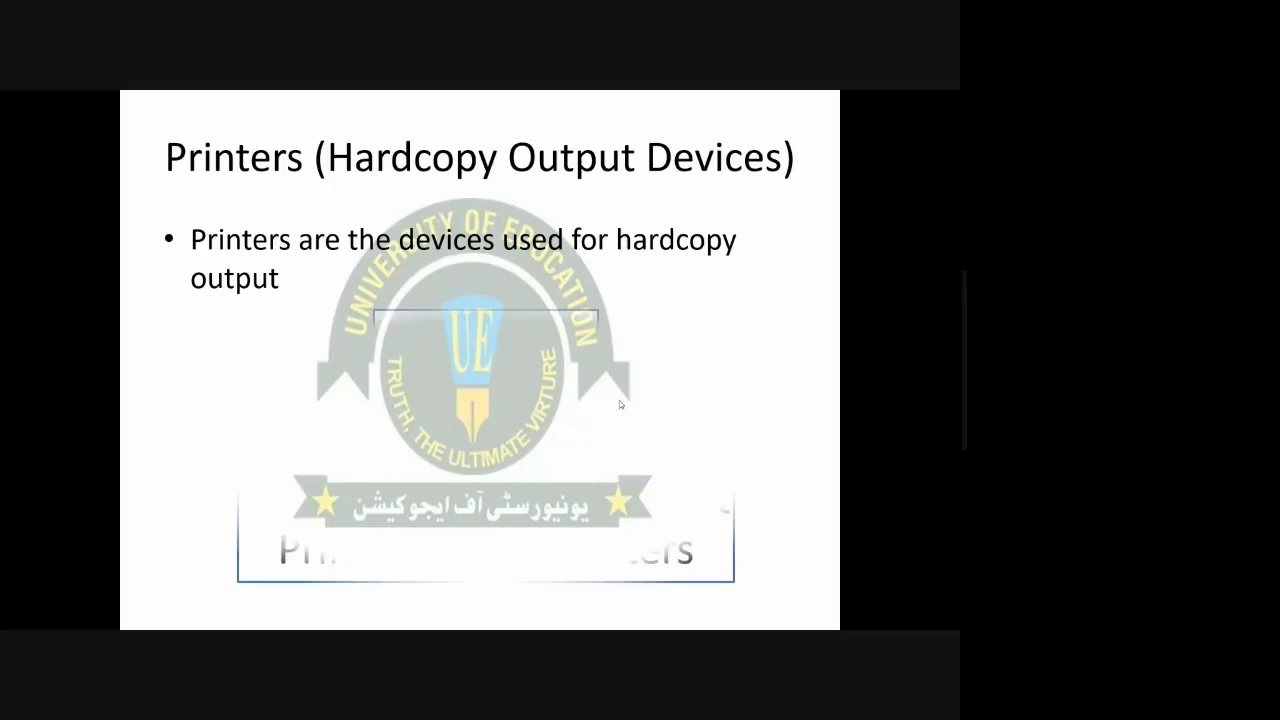 Printers (Hardcopy Output Devices)
• Printers are the devices used for hardcopy
output
UNIVERSITY OF EDUCATION
UE
TRUTH, THE ULTIMATE VIRTURE
یونیورسٹی آف ایجوکیشن